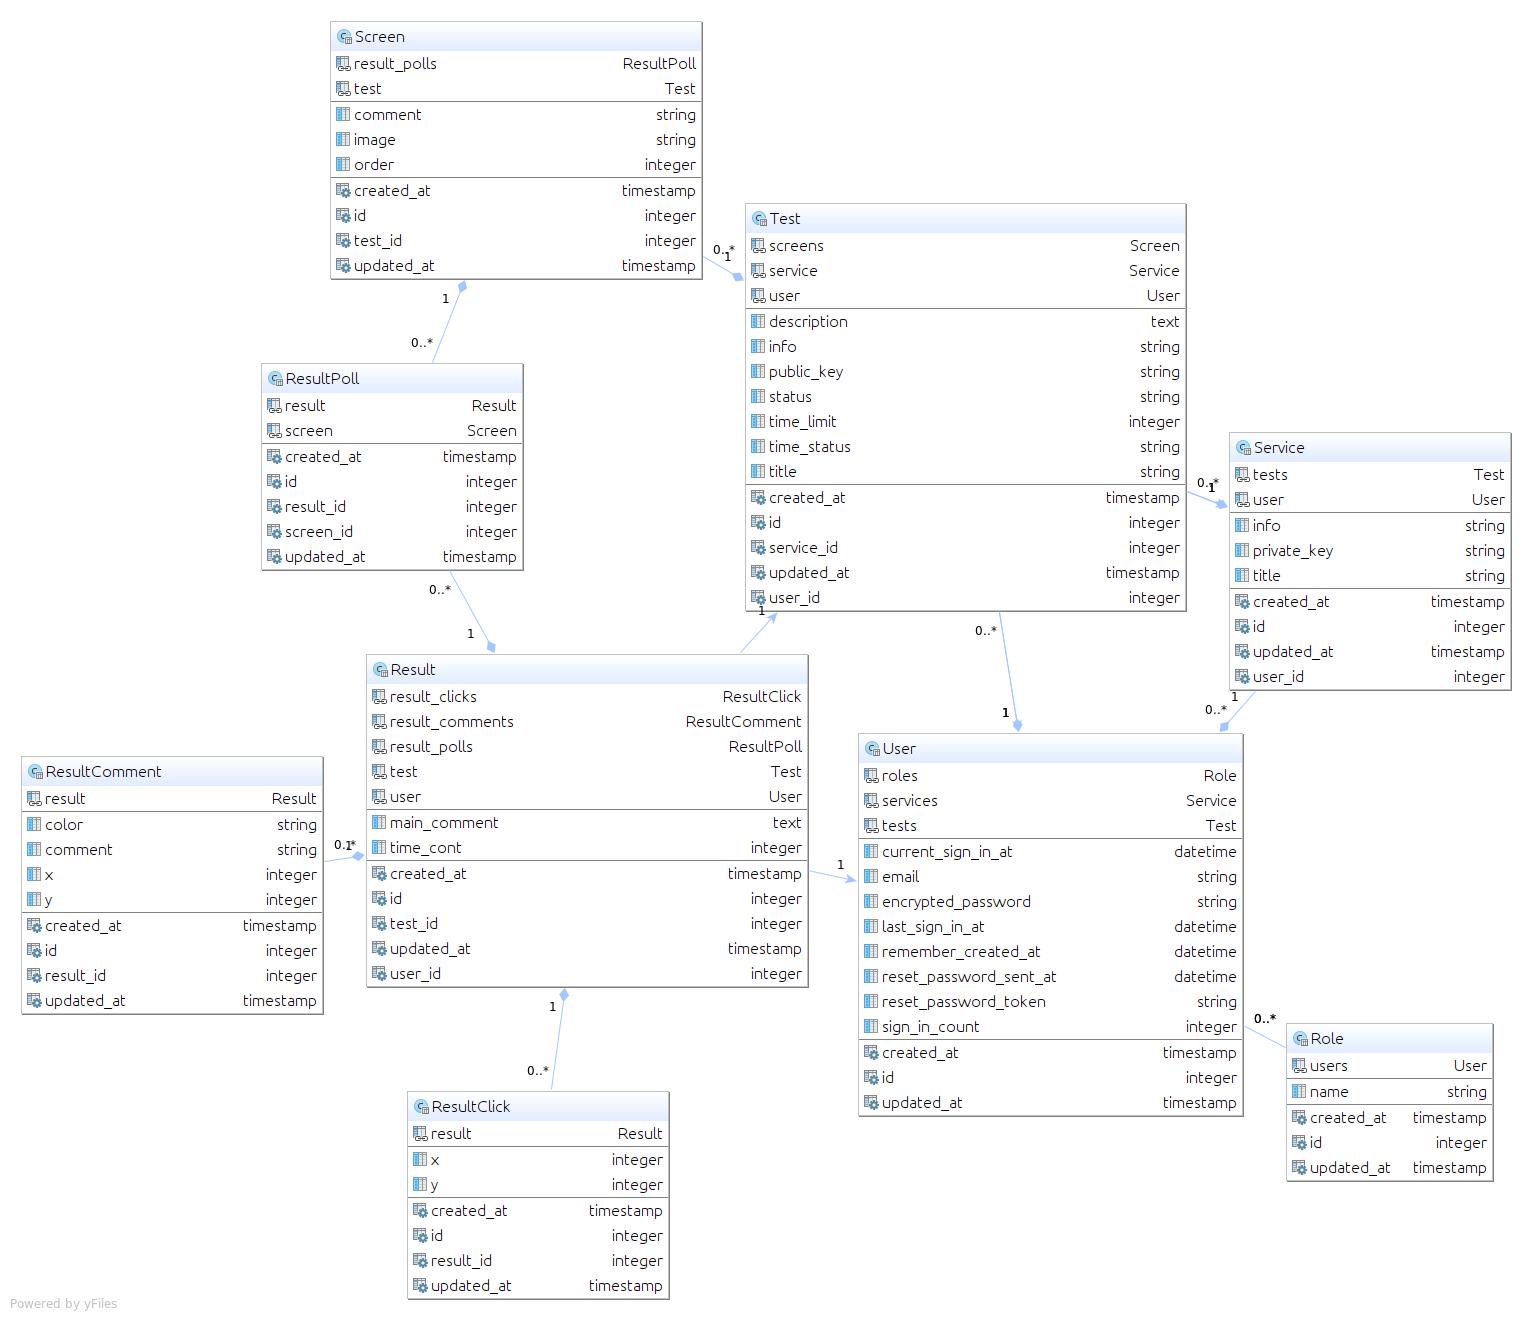 Screen
result_polls ResultPoll
test Test
comment string
image string
order integer
created_at timestamp
id integer
test_id integer
updated_at timestamp
0..*
1
1
0..*
Test
screens Screen
service Service
user User
description text
info string
public_key string
status string
time_limit integer
time_status string
title string
created_at timestamp
id integer
service_id integer
updated_at timestamp
user_id integer
ResultPoll
result Result
screen Screen
created_at timestamp
id integer
result_id integer
screen_id integer
updated_at timestamp
0..*
1
0..*
1
Service
tests Test
user User
info string
private_key string
title string
created_at timestamp
id integer
updated_at timestamp
user_id integer
1
0..*
1
0..*
1
Result
result_clicks ResultClick
result_comments ResultComment
result_polls ResultPoll
test Test
user User
main_comment text
time_cont integer
created_at timestamp
id integer
test_id integer
updated_at timestamp
user_id integer
1
0..*
User
roles Role
services Service
tests Test
current_sign_in_at datetime
email string
encrypted_password string
last_sign_in_at datetime
remember_created_at datetime
reset_password_sent_at datetime
reset_password_token string
sign_in_count integer
created_at timestamp
id integer
updated_at timestamp
ResultComment
result Result
color string
comment string
x integer
y integer
created_at timestamp
id integer
result_id integer
updated_at timestamp
0..*
1
1
0..*
Role
users User
name string
created_at timestamp
id integer
updated_at timestamp
1
0..*
ResultClick
result Result
x integer
y integer
created_at timestamp
id integer
result_id integer
updated_at timestamp
Powered by yFiles